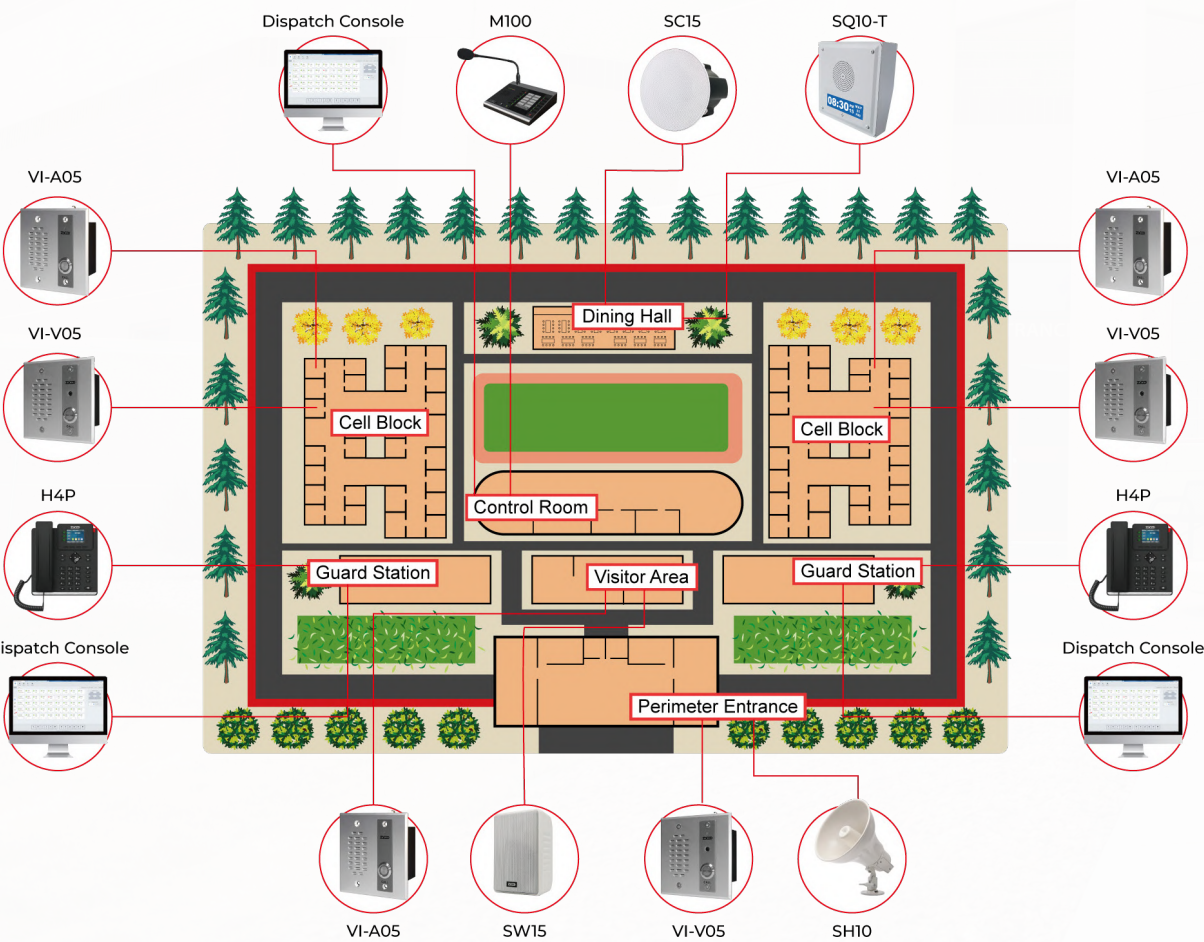 Dispatch Console
M100
SC15
SQ10-T
08:30
VI-A05
VI-A05
VI-V05
VI-V05
Dining Hall
Cell Block
Cell Block
H4P
H4P
Control Room
Guard Station
Visitor Area
Guard Station
ispatch Console
Dispatch Console
Perimeter Entrance
VI-A05
SW15
VI-V05
SH10